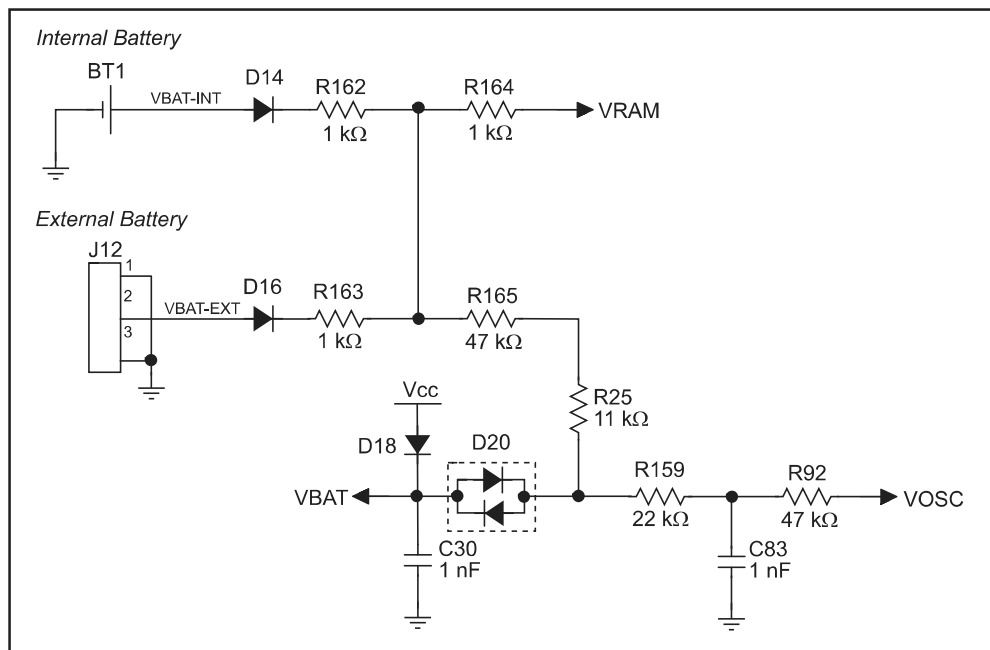 Internal Battery
BT1
VBAT-INT
D14
R162
1 kΩ
R164
1 kΩ
VRAM
External Battery
J12
1
2
3
VBAT-EXT
D16
R163
1 kΩ
R165
47 kΩ
R25
11 kΩ
Vcc
D18
D20
VBAT
R159
22 kΩ
R92
47 kΩ
VOSC
C30
1 nF
C83
1 nF